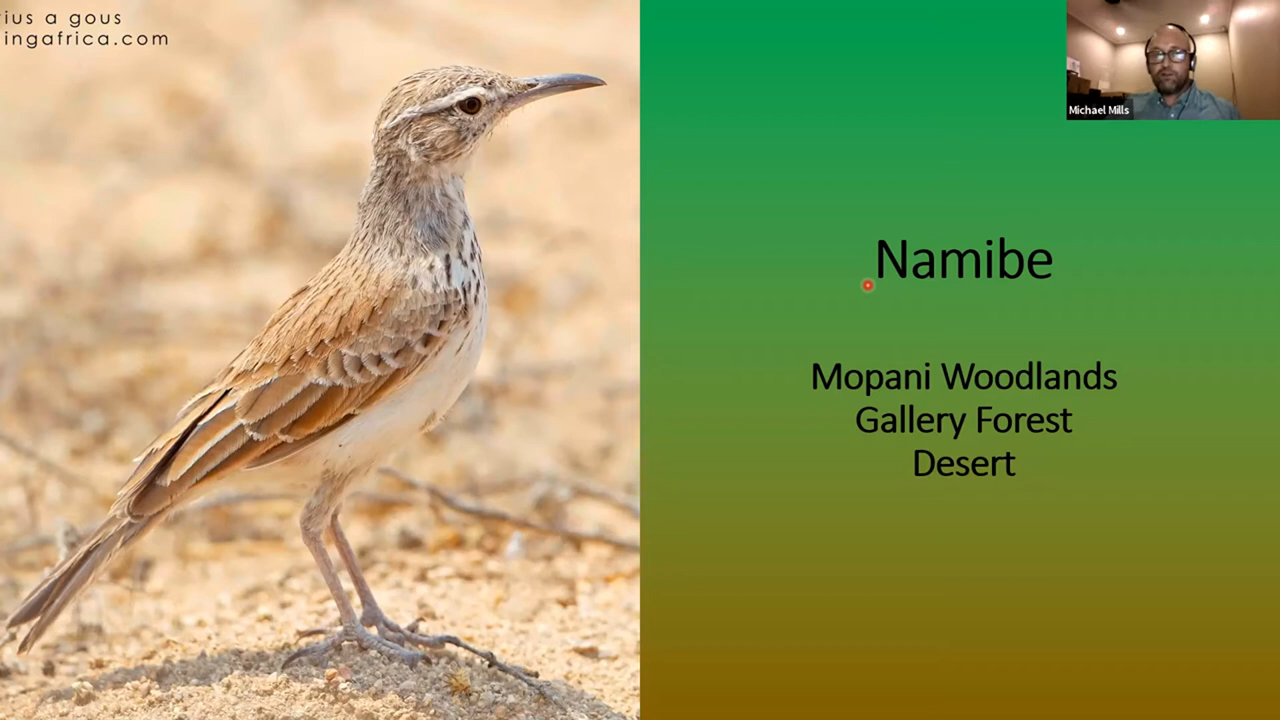 ius a gous
ingafrica.com
Michael Mills
Namibe
Mopani Woodlands
Gallery Forest
Desert